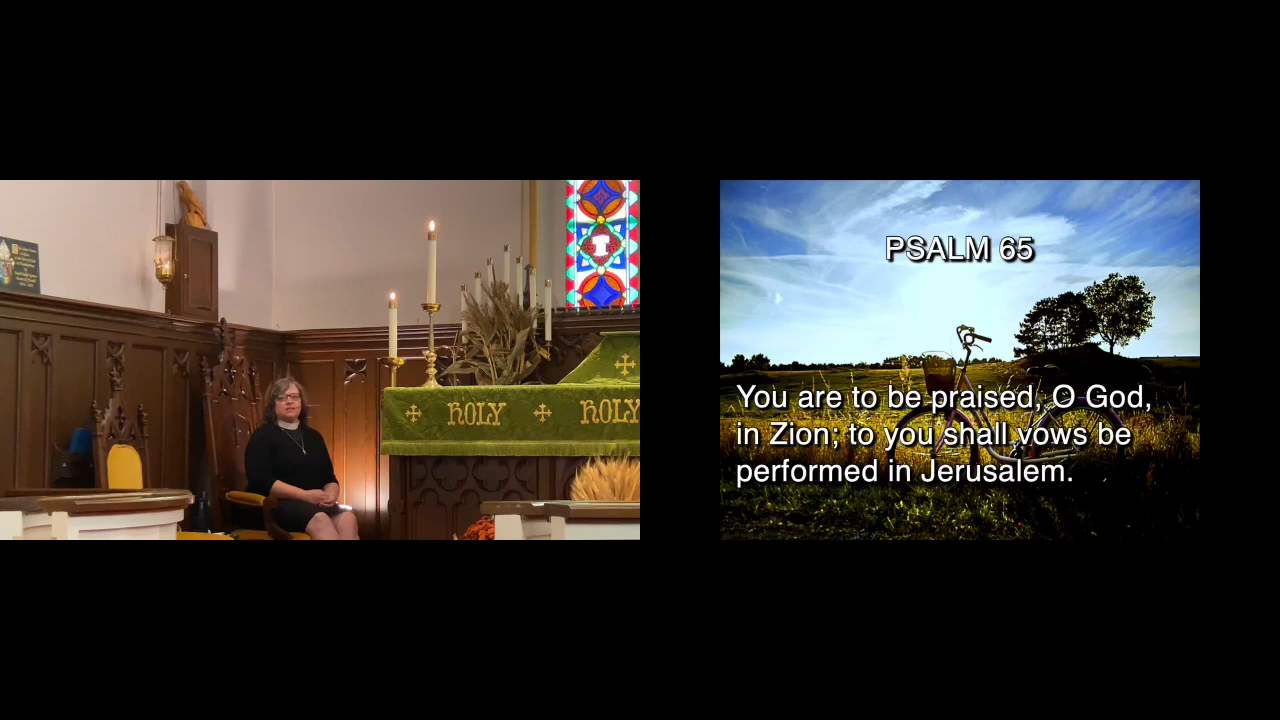 HOLY HOLY
PSALM 65
You are to be praised, O God,
in Zion; to you shall vows be
performed in Jerusalem.